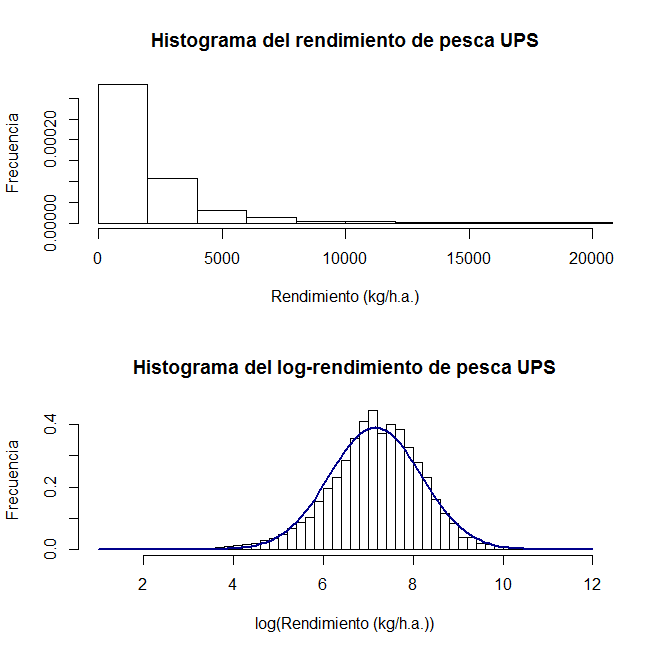 Histograma del rendimiento de pesca UPS
Frecuencia
0.00020
0.00000
0 5000 10000 15000 20000
Rendimiento (kg/h.a.)
Histograma del log-rendimiento de pesca UPS
Frecuencia
0.4
0.2
0.0
2 4 6 8 10 12
log(Rendimiento (kg/h.a.))